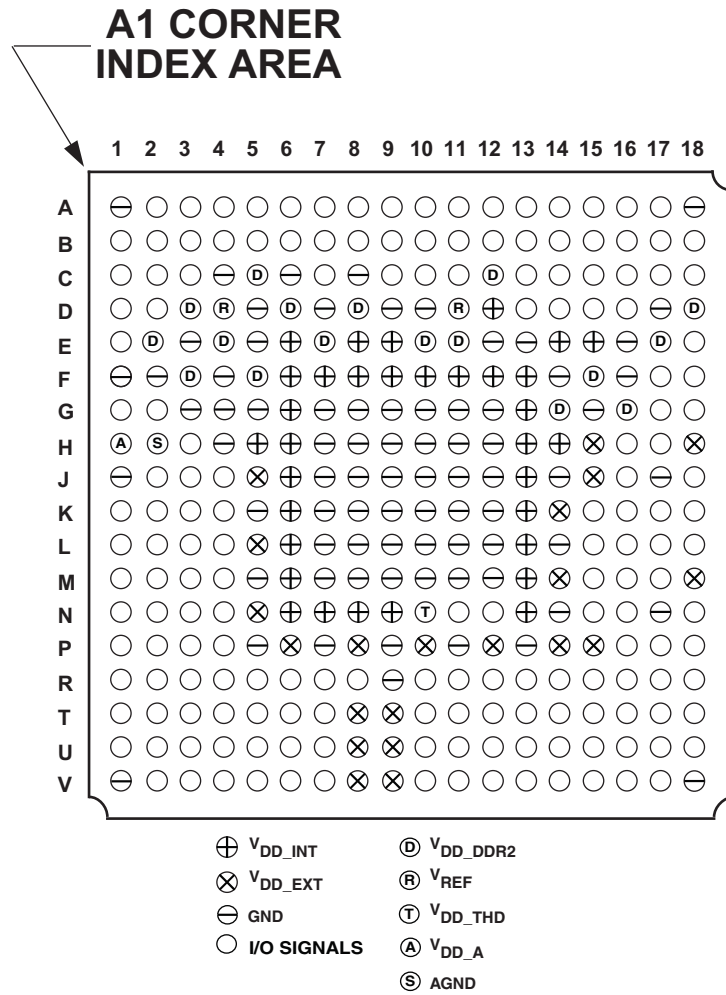 A1 CORNER
INDEX AREA
1 2 3 4 5 6 7 8 9 10 11 12 13 14 15 16 17 18
A
B
C D D
D D R D D R D
E D D D D D D
F D D D
G D D
H A S
J
K
L
M
N T
P
R
T
U
V
VDD_INT D VDD_DDR2
VDD_EXT R VREF
GND T VDD_THD
I/O SIGNALS A VDD_A
S AGND